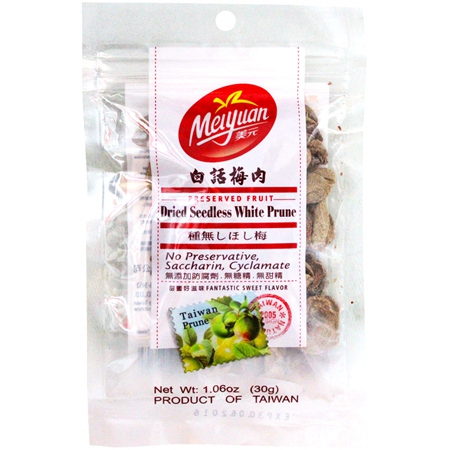 Meiyuan
美元
白話梅肉
PRESERVED FRUIT
Dried Seedless White Prune
種無しほし梅
No Preservative,
Saccharin, Cyclamate
無添加防腐劑.無糖精.無甜精
FANTASTIC SWEET FLAVOR
Taiwan
Prune
TAIWAN
2005
Net Wt: 1.06oz (30g)
PRODUCT OF TAIWAN